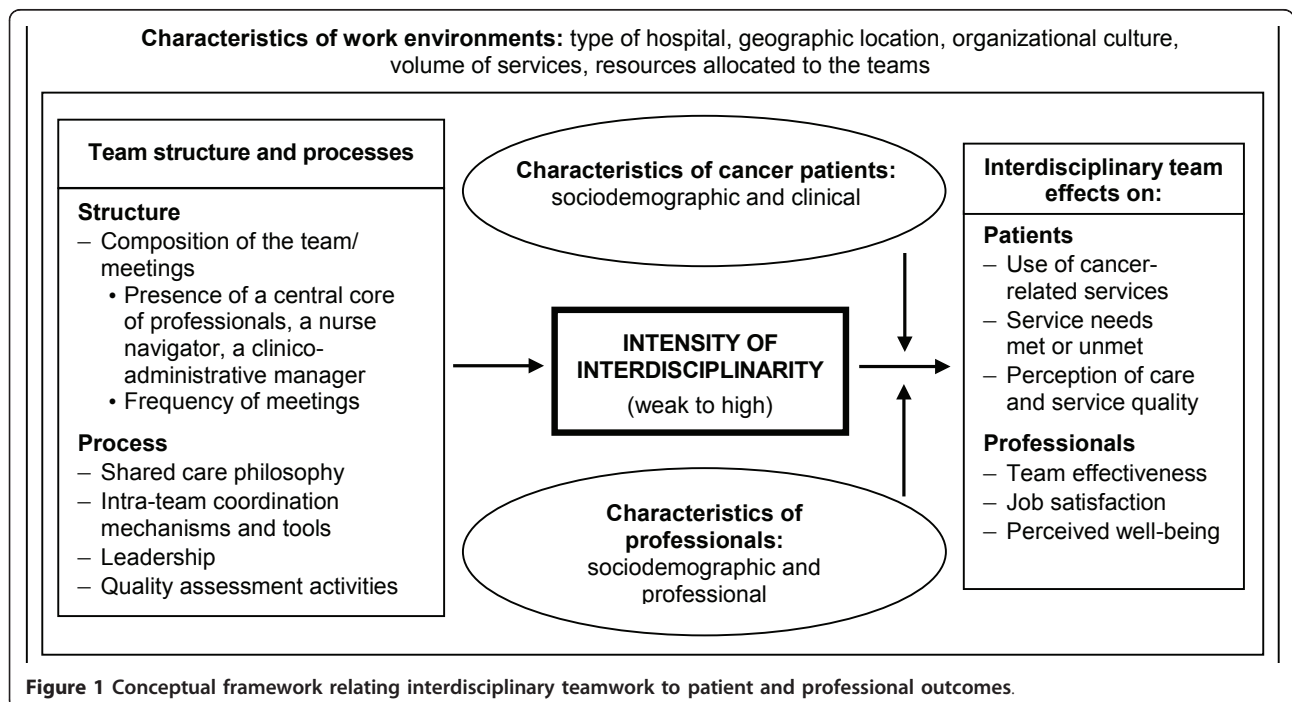 Characteristics of work environments: type of hospital, geographic location, organizational culture,
volume of services, resources allocated to the teams
Team structure and processes
Structure
– Composition of the team/
meetings
• Presence of a central core
of professionals, a nurse
navigator, a clinico-
administrative manager
• Frequency of meetings
Process
– Shared care philosophy
– Intra-team coordination
mechanisms and tools
– Leadership
– Quality assessment activities
Characteristics of cancer patients:
sociodemographic and clinical
INTENSITY OF
INTERDISCIPLINARITY
(weak to high)
Characteristics of
professionals:
sociodemographic and
professional
Interdisciplinary team
effects on:
Patients
– Use of cancer-
related services
– Service needs
met or unmet
– Perception of care
and service quality
Professionals
– Team effectiveness
– Job satisfaction
– Perceived well-being
Figure 1 Conceptual framework relating interdisciplinary teamwork to patient and professional outcomes.